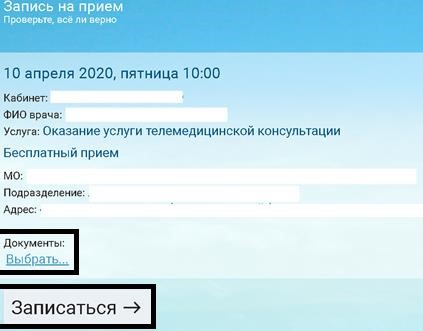 Запись на прием
Проверьте, всё ли верно
10 апреля 2020, пятница 10:00
Кабинет:
ФИО врача:
Услуга: Оказание услуги телемедицинской консультации
Бесплатный прием
МО:
Подразделение:
Адрес:
Документы:
Выбрать...
Записаться →